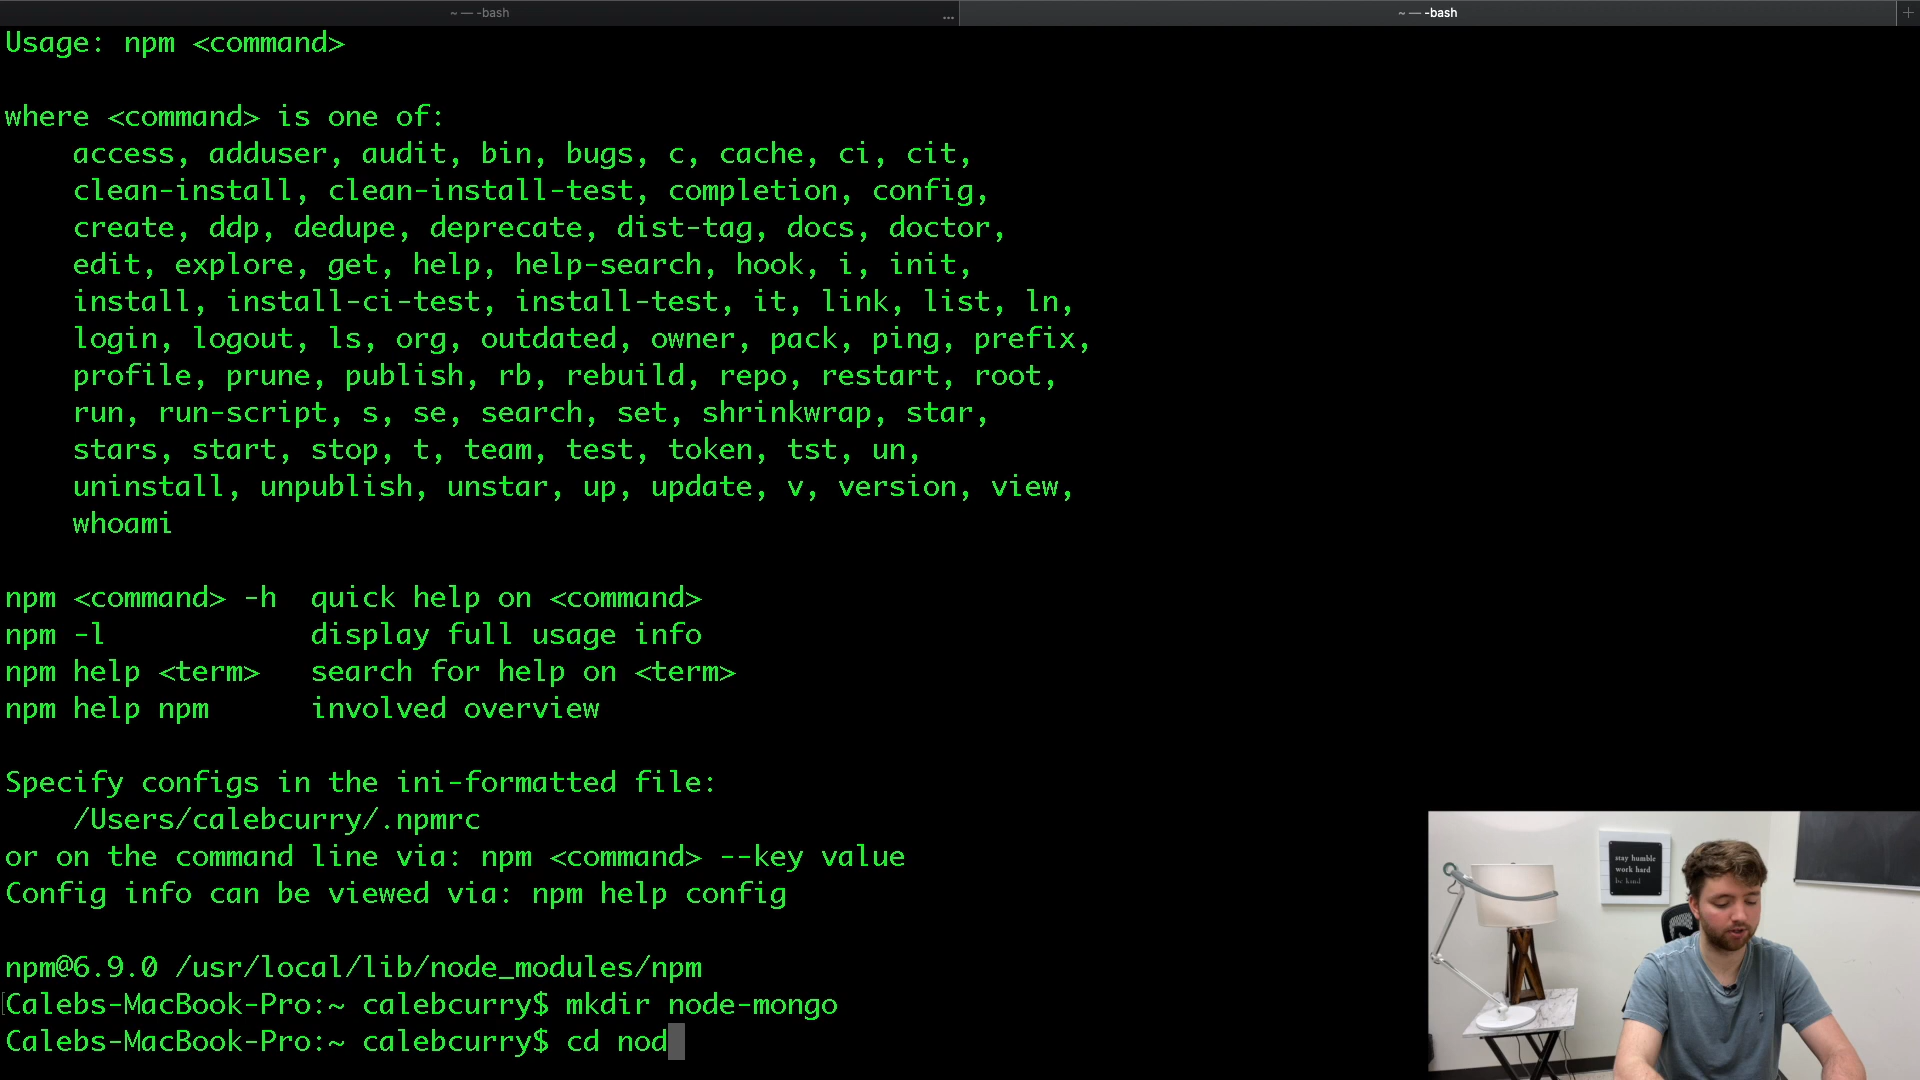 ~ — -bash
...
~ — -bash
+
Usage: npm <command>
where <command> is one of:
access, adduser, audit, bin, bugs, c, cache, ci, cit,
clean-install, clean-install-test, completion, config,
create, ddp, dedupe, deprecate, dist-tag, docs, doctor,
edit, explore, get, help, help-search, hook, i, init,
install, install-ci-test, install-test, it, link, list, ln,
login, logout, ls, org, outdated, owner, pack, ping, prefix,
profile, prune, publish, rb, rebuild, repo, restart, root,
run, run-script, s, se, search, set, shrinkwrap, star,
stars, start, stop, t, team, test, token, tst, un,
uninstall, unpublish, unstar, up, update, v, version, view,
whoami
npm <command> -h  quick help on <command>
npm -l            display full usage info
npm help <term>   search for help on <term>
npm help npm      involved overview
Specify configs in the ini-formatted file:
/Users/calebcurry/.npmrc
or on the command line via: npm <command> --key value
Config info can be viewed via: npm help config
npm@6.9.0 /usr/local/lib/node_modules/npm
Calebs-MacBook-Pro:~ calebcurry$ mkdir node-mongo
Calebs-MacBook-Pro:~ calebcurry$ cd nod
stay humble
work hard
be kind